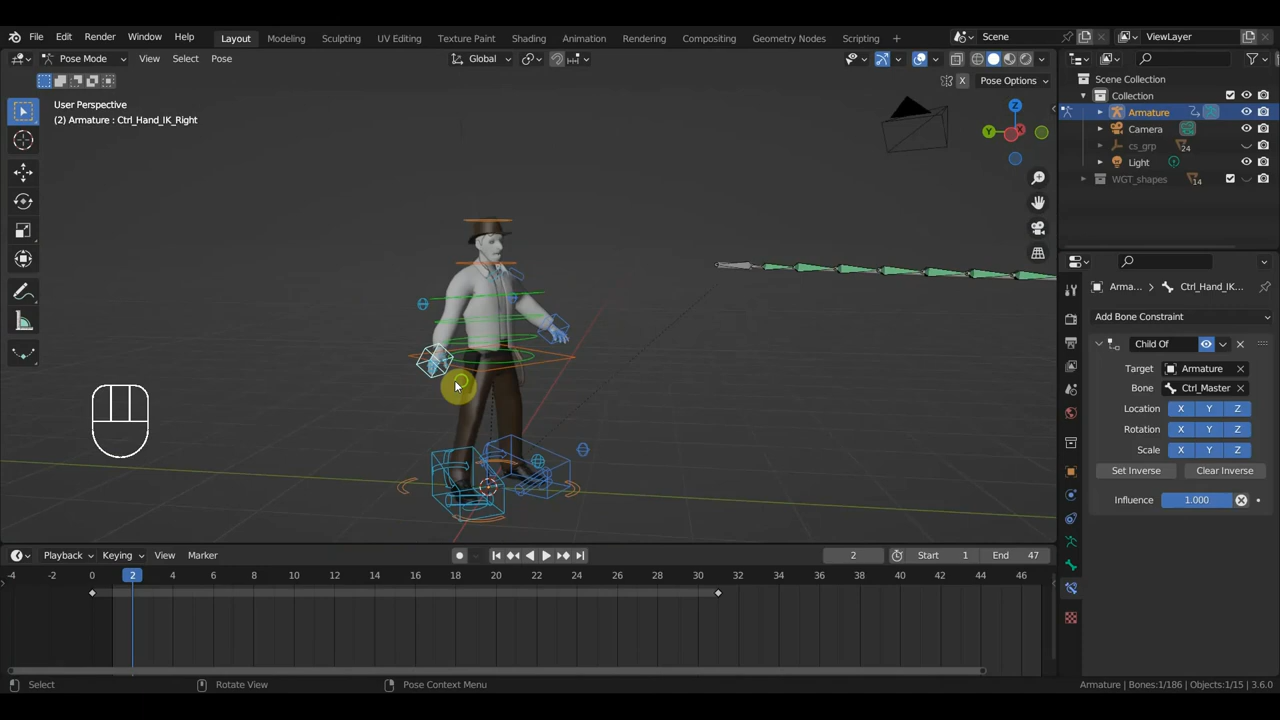 File Edit Render Window Help Layout Modeling Sculpting UV Editing Texture Paint Shading Animation Rendering Compositing Geometry Nodes Scripting + Scene ViewLayer
Pose Mode View Select Pose Global
X Pose Options
User Perspective
(2) Armature : Ctrl_Hand_IK_Right
Z
Y
X
Scene Collection
Collection
Armature
Camera
cs_grp 24
Light
WGT_shapes 14
Arma... Ctrl_Hand_IK...
Add Bone Constraint
Child Of
Target Armature
Bone Ctrl_Master
Location X Y Z
Rotation X Y Z
Scale X Y Z
Set Inverse Clear Inverse
Influence 1.000
Playback Keying View Marker 2 Start 1 End 47
-4 -2 0 2 4 6 8 10 12 14 16 18 20 22 24 26 28 30 32 34 36 38 40 42 44 46
Select Rotate View Pose Context Menu Armature | Bones:1/186 | Objects:1/15 | 3.6.0